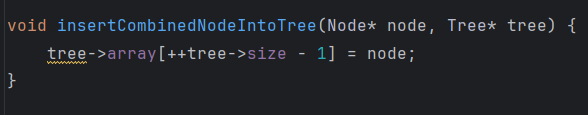 void insertCombinedNodeIntoTree(Node* node, Tree* tree) {
    tree->array[++tree->size - 1] = node;
}